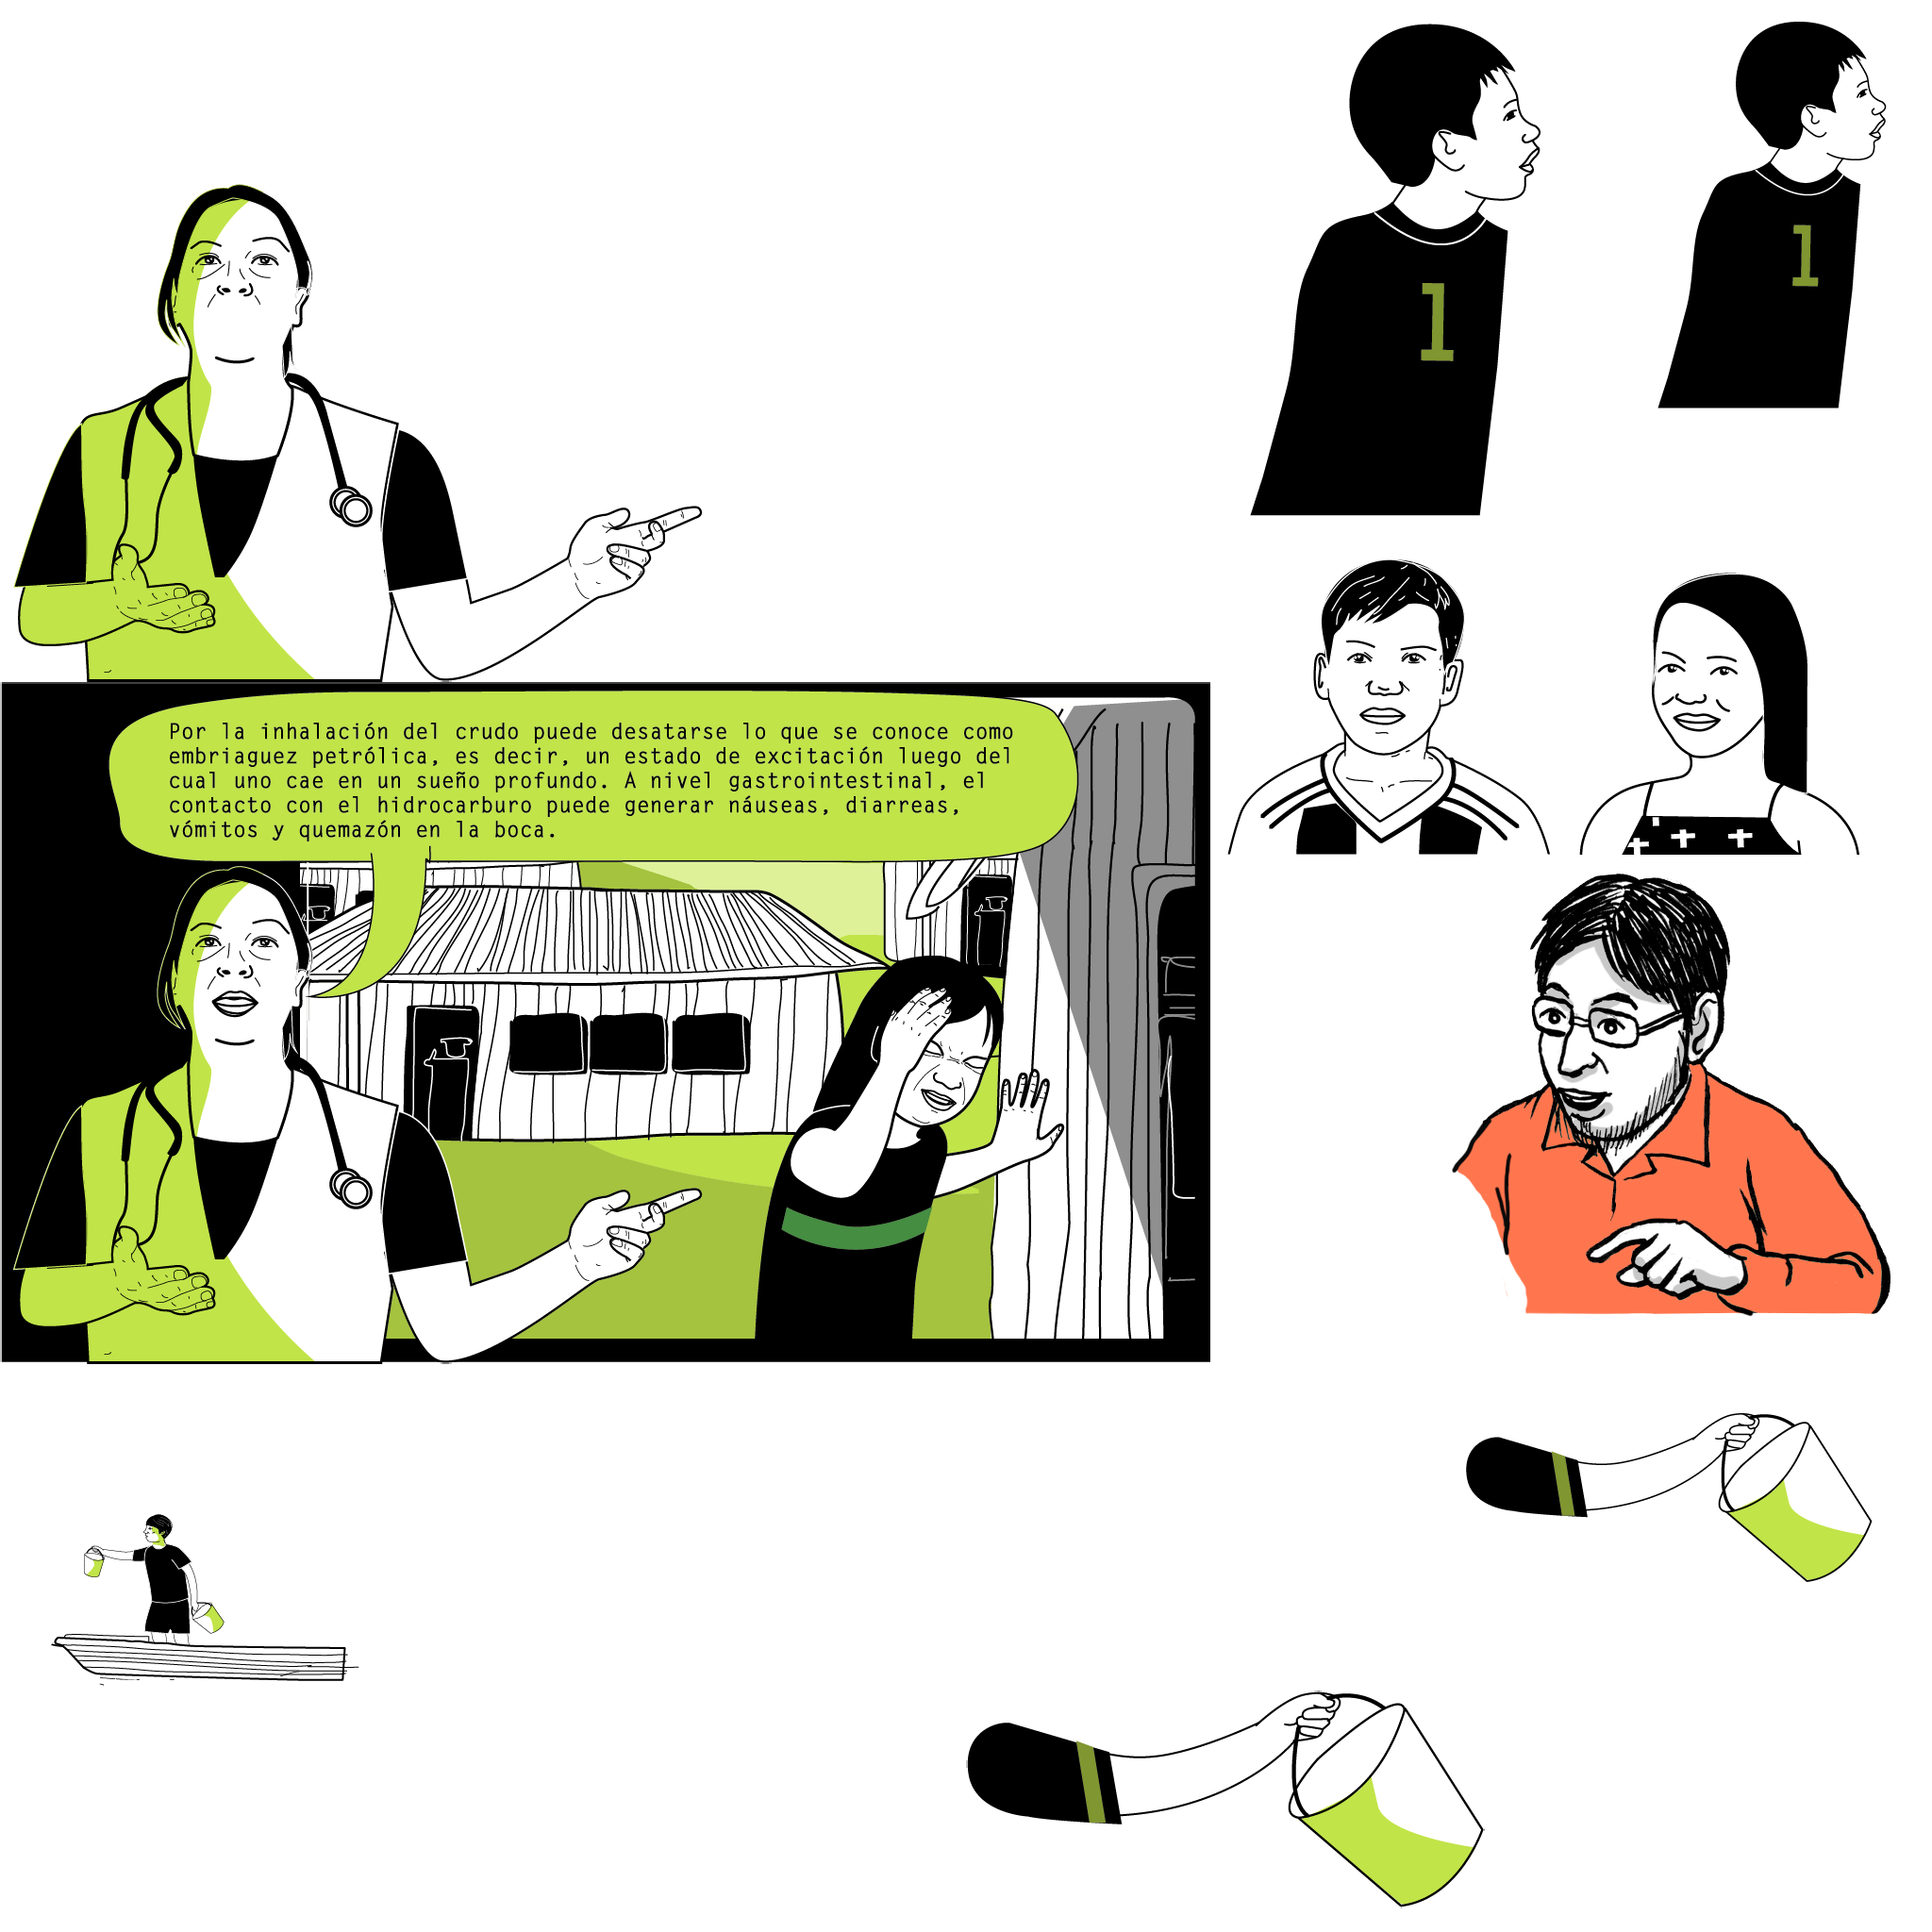 1
1
Por la inhalación del crudo puede desatarse lo que se conoce como
embriaguez petrólica, es decir, un estado de excitación luego del
cual uno cae en un sueño profundo. A nivel gastrointestinal, el
contacto con el hidrocarburo puede generar náuseas, diarreas,
vómitos y quemazón en la boca.